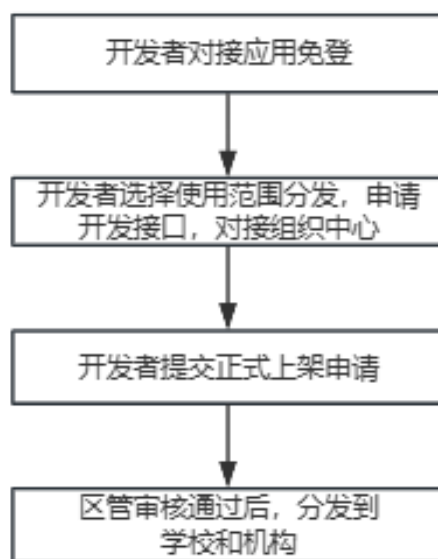 开发者对接应用免登
开发者选择使用范围分发，申请
开发接口，对接组织中心
开发者提交正式上架申请
区管审核通过后，分发到
学校和机构